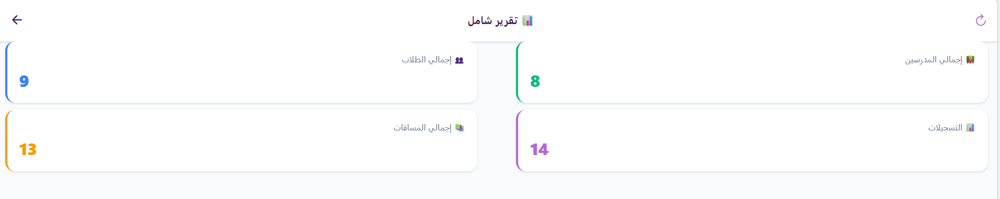 📊 تقرير شامل
👨‍🏫 إجمالي المدرسين
8
👥 إجمالي الطلاب
9
📊 التسجيلات
14
📚 إجمالي المساقات
13